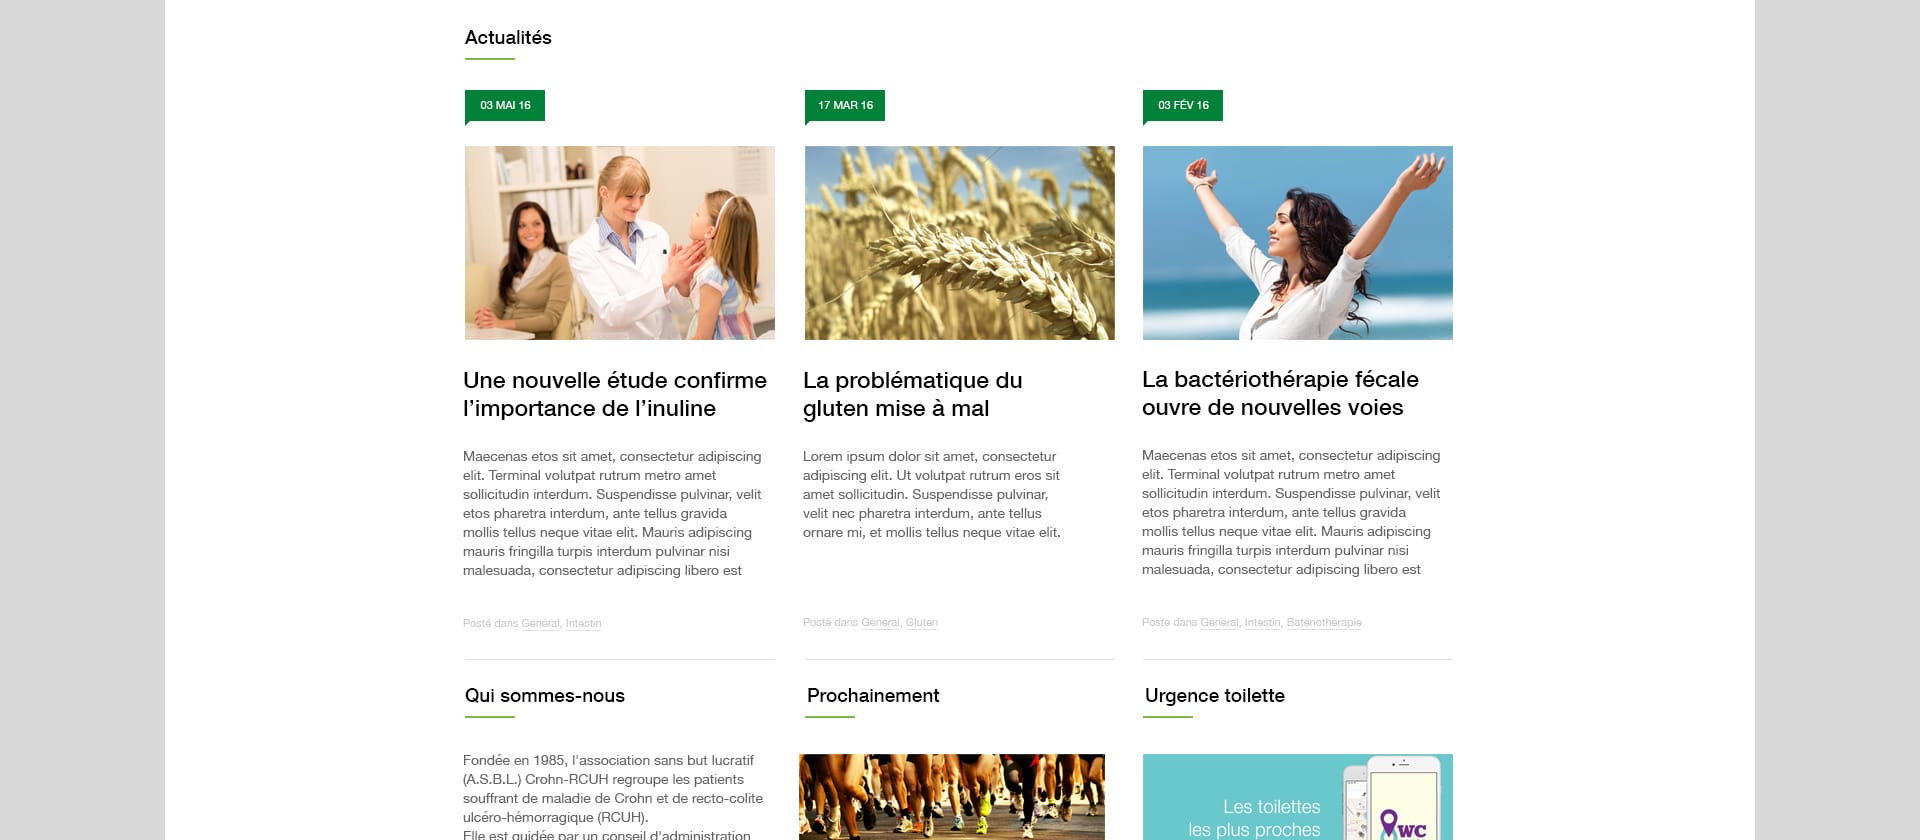 Actualités
03 MAI 16
Une nouvelle étude confirme
l’importance de l’inuline
Maecenas etos sit amet, consectetur adipiscing
elit. Terminal volutpat rutrum metro amet
sollicitudin interdum. Suspendisse pulvinar, velit
etos pharetra interdum, ante tellus gravida
mollis tellus neque vitae elit. Mauris adipiscing
mauris fringilla turpis interdum pulvinar nisi
malesuada, consectetur adipiscing libero est
Posté dans Général, Intestin
17 MAR 16
La problématique du
gluten mise à mal
Lorem ipsum dolor sit amet, consectetur
adipiscing elit. Ut volutpat rutrum eros sit
amet sollicitudin. Suspendisse pulvinar,
velit nec pharetra interdum, ante tellus
ornare mi, et mollis tellus neque vitae elit.
Posté dans Général, Gluten
03 FÉV 16
La bactériothérapie fécale
ouvre de nouvelles voies
Maecenas etos sit amet, consectetur adipiscing
elit. Terminal volutpat rutrum metro amet
sollicitudin interdum. Suspendisse pulvinar, velit
etos pharetra interdum, ante tellus gravida
mollis tellus neque vitae elit. Mauris adipiscing
mauris fringilla turpis interdum pulvinar nisi
malesuada, consectetur adipiscing libero est
Posté dans Général, Intestin, Batériothérapie
Qui sommes-nous
Fondée en 1985, l'association sans but lucratif
(A.S.B.L.) Crohn-RCUH regroupe les patients
souffrant de maladie de Crohn et de recto-colite
ulcéro-hémorragique (RCUH).
Elle est guidée par un conseil d'administration
Prochainement
Urgence toilette
Les toilettes
les plus proches
WC